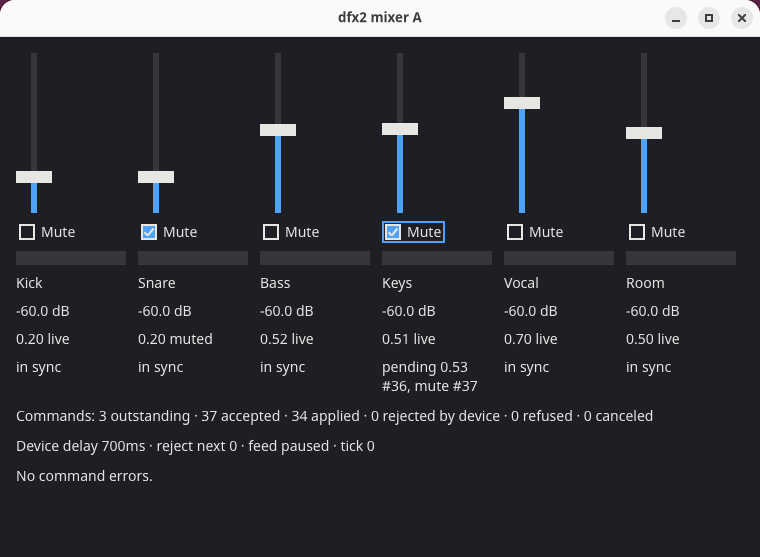 dfx2 mixer A
Mute Mute Mute Mute Mute Mute
Kick Snare Bass Keys Vocal Room
-60.0 dB -60.0 dB -60.0 dB -60.0 dB -60.0 dB -60.0 dB
0.20 live 0.20 muted 0.52 live 0.51 live 0.70 live 0.50 live
in sync in sync in sync pending 0.53 in sync in sync
#36, mute #37
Commands: 3 outstanding · 37 accepted · 34 applied · 0 rejected by device · 0 refused · 0 canceled
Device delay 700ms · reject next 0 · feed paused · tick 0
No command errors.